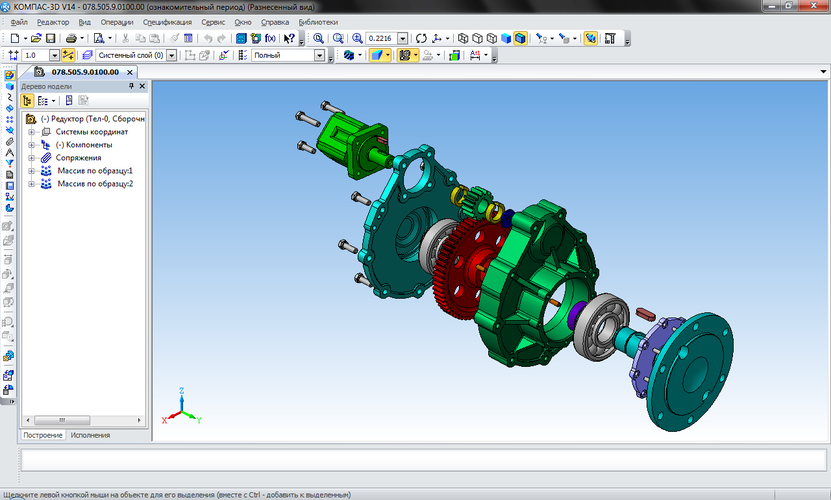 КОМПАС-3D V14 - 078.505.9.0100.00 (ознакомительный период) (Разнесенный вид)
Файл Редактор Вид Операции Спецификация Сервис Окно Справка Библиотеки
f(x) 0.2216
1.0 Системный слой (0) Полный
078.505.9.0100.00
Дерево модели
(-) Редуктор (Тел-0, Сборочн
Системы координат
(-) Компоненты
Сопряжения
Массив по образцу:1
Массив по образцу:2
Z
X Y
Построение Исполнения
Щелкните левой кнопкой мыши на объекте для его выделения (вместе с Ctrl - добавить к выделенным)